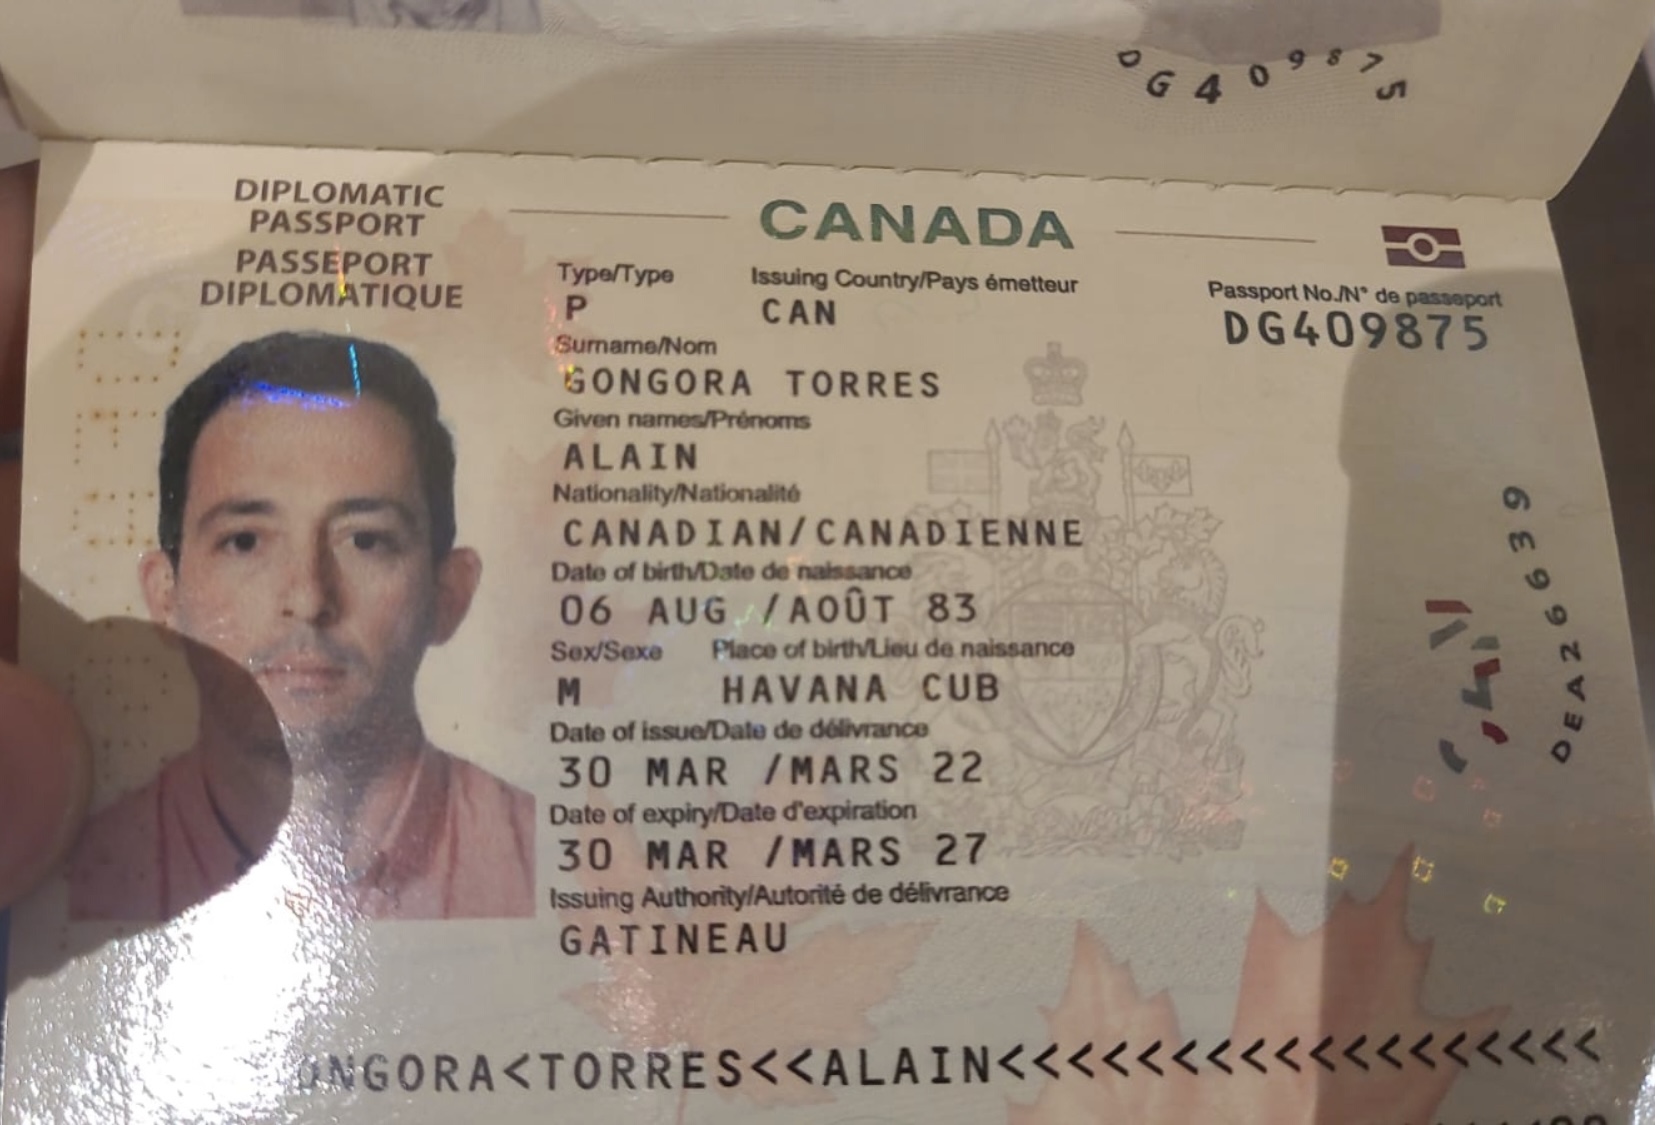 DG409875
DIPLOMATIC
PASSPORT
PASSEPORT
DIPLOMATIQUE
CANADA
Type/Type
P
Issuing Country/Pays émetteur
CAN
Passport No./N° de passeport
DG409875
Surname/Nom
GONGORA TORRES
Given names/Prénoms
ALAIN
Nationality/Nationalité
CANADIAN/CANADIENNE
Date of birth/Date de naissance
06 AUG /AOÛT 83
Sex/Sexe
M
Place of birth/Lieu de naissance
HAVANA CUB
Date of issue/Date de délivrance
30 MAR /MARS 22
Date of expiry/Date d'expiration
30 MAR /MARS 27
Issuing Authority/Autorité de délivrance
GATINEAU
DEA26639
NGORA<TORRES<<ALAIN<<<<<<<<<<<<<<<<<<<